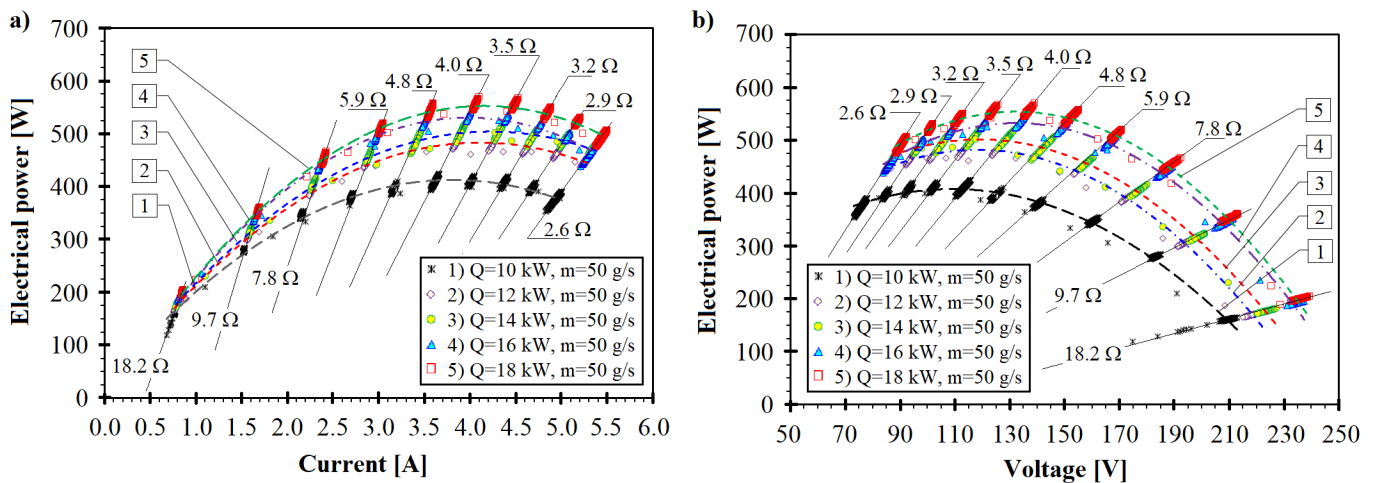 a)
700
600
500
400
300
200
100
0
Electrical power [W]
0.0 0.5 1.0 1.5 2.0 2.5 3.0 3.5 4.0 4.5 5.0 5.5 6.0
Current [A]
5
4
3
2
1
18.2 Ω
9.7 Ω
7.8 Ω
5.9 Ω
4.8 Ω
4.0 Ω
3.5 Ω
3.2 Ω
2.9 Ω
2.6 Ω
1) Q=10 kW, m=50 g/s
2) Q=12 kW, m=50 g/s
3) Q=14 kW, m=50 g/s
4) Q=16 kW, m=50 g/s
5) Q=18 kW, m=50 g/s
b)
700
600
500
400
300
200
100
0
Electrical power [W]
50 70 90 110 130 150 170 190 210 230 250
Voltage [V]
2.6 Ω
2.9 Ω
3.2 Ω
3.5 Ω
4.0 Ω
4.8 Ω
5.9 Ω
7.8 Ω
9.7 Ω
18.2 Ω
5
4
3
2
1
1) Q=10 kW, m=50 g/s
2) Q=12 kW, m=50 g/s
3) Q=14 kW, m=50 g/s
4) Q=16 kW, m=50 g/s
5) Q=18 kW, m=50 g/s